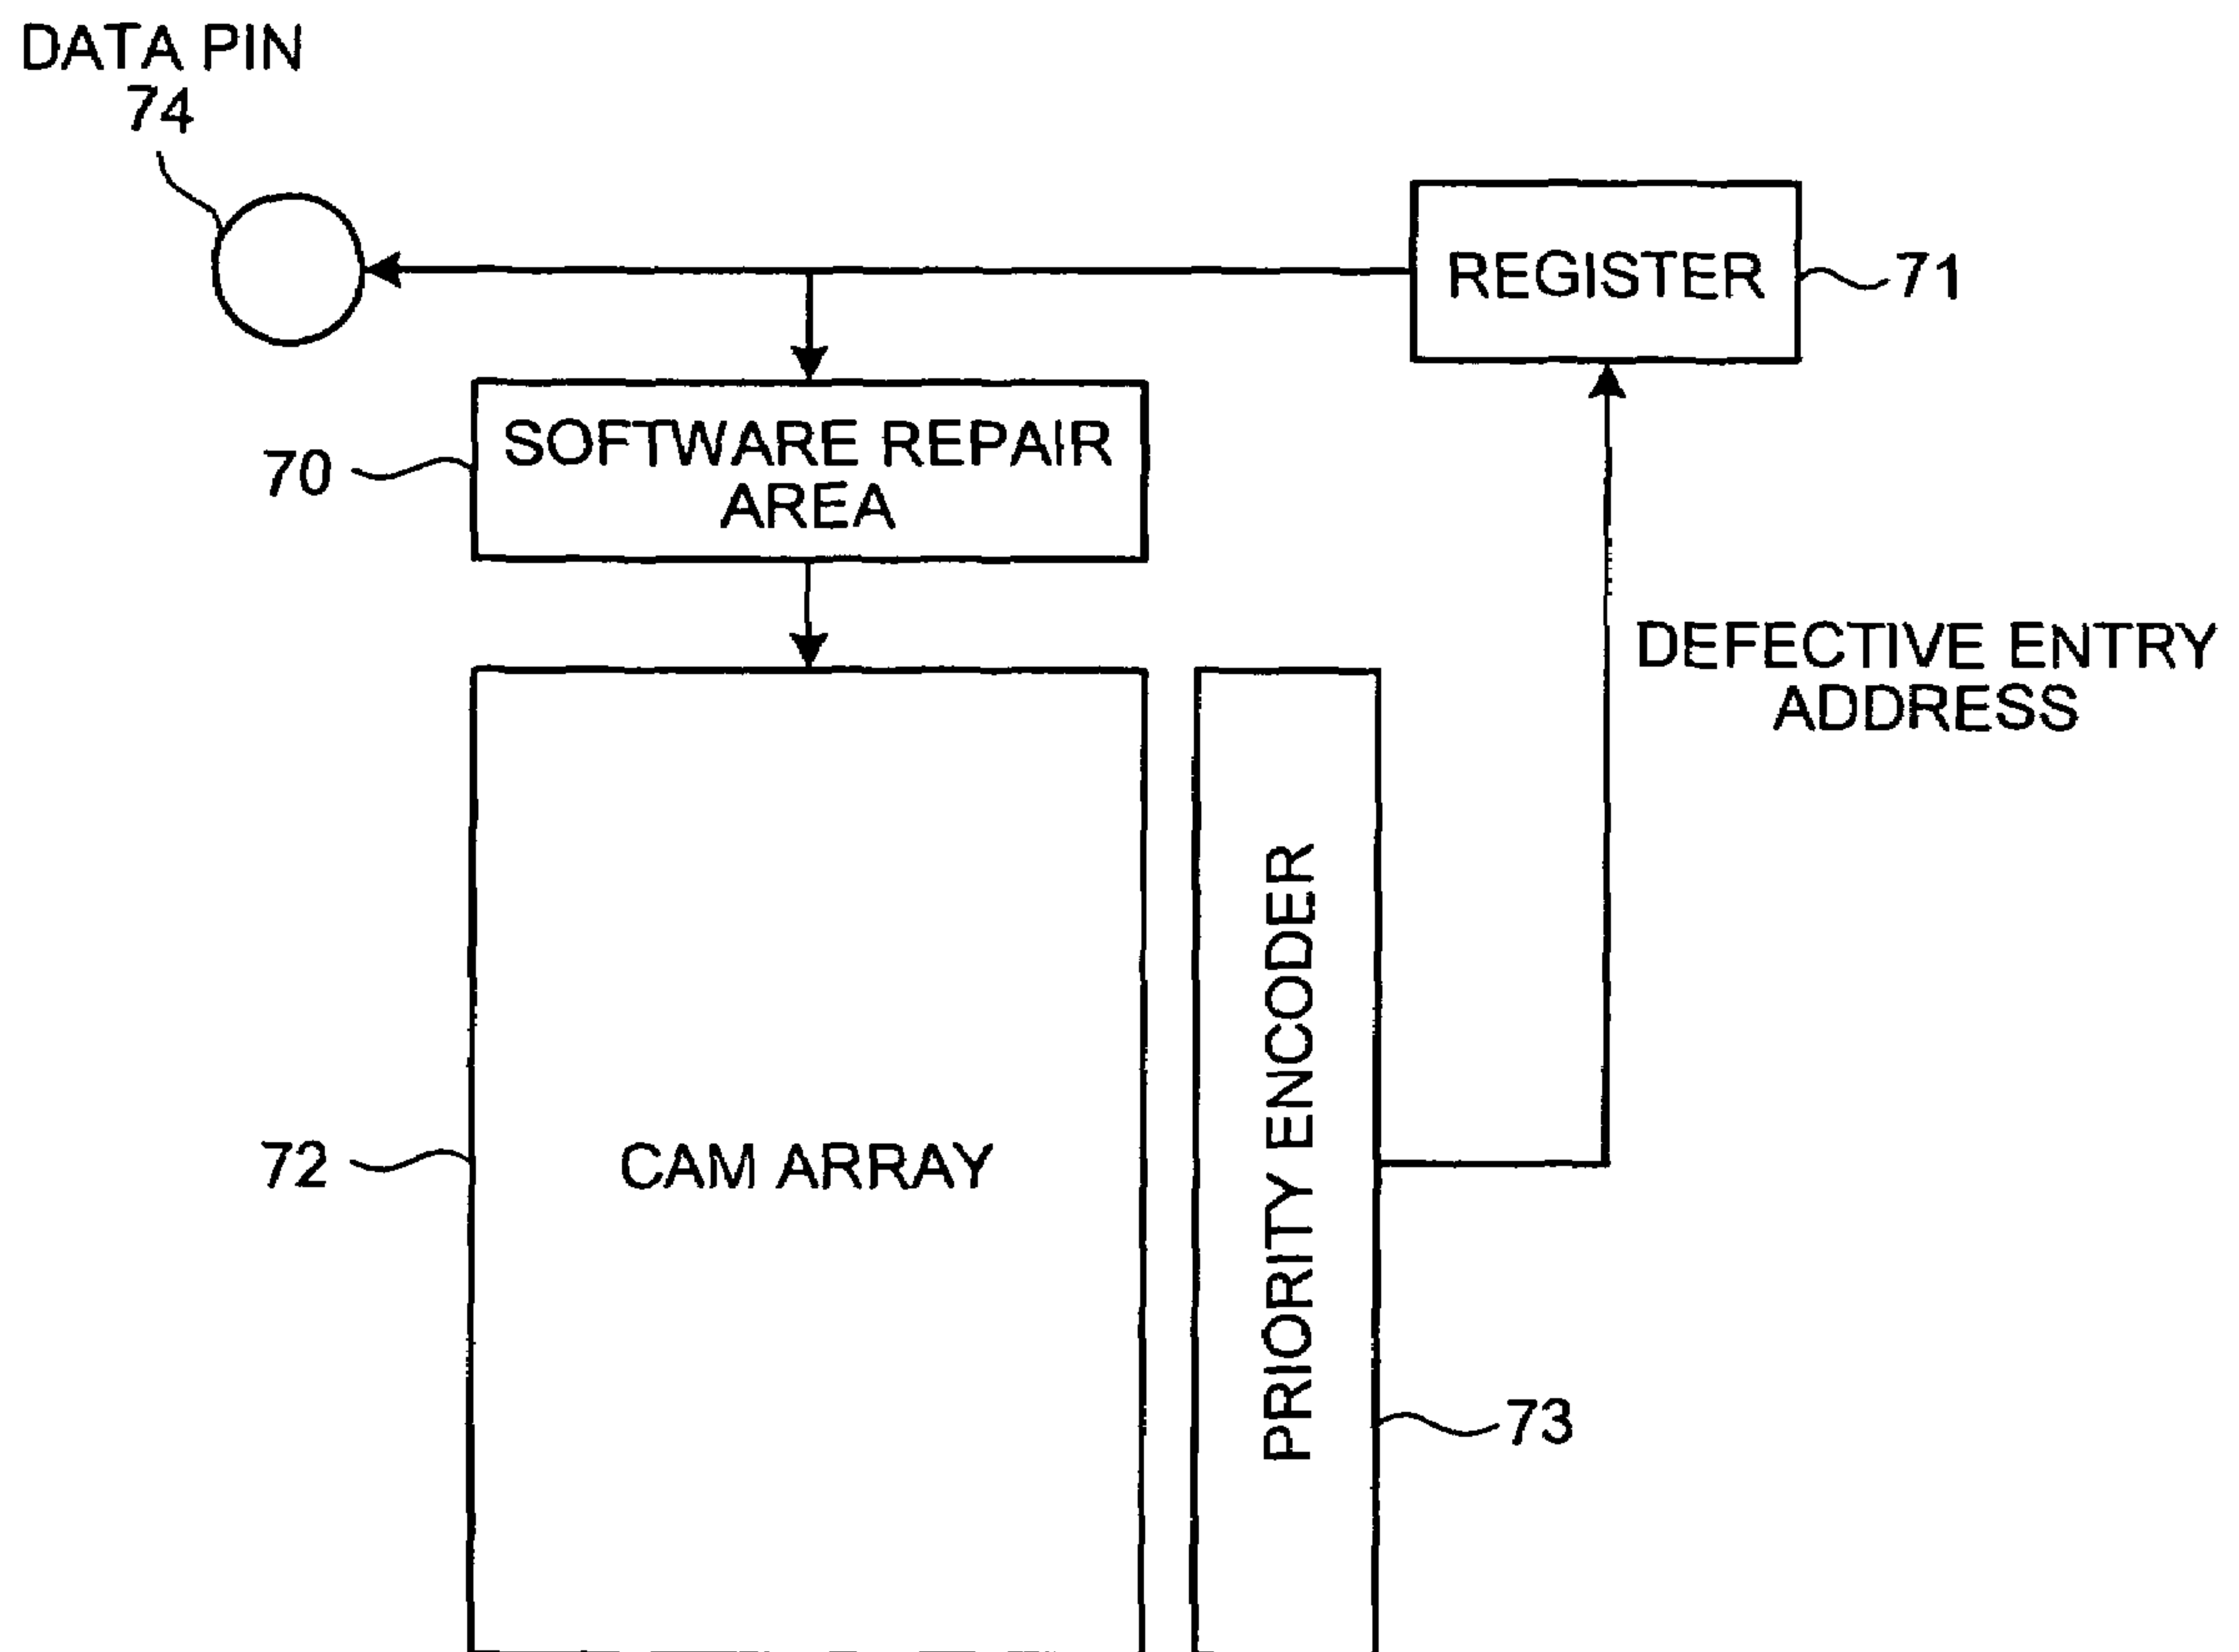 DATA PIN
74
REGISTER
71
SOFTWARE REPAIR
AREA
70
DEFECTIVE ENTRY
ADDRESS
CAM ARRAY
72
PRIORITY ENCODER
73